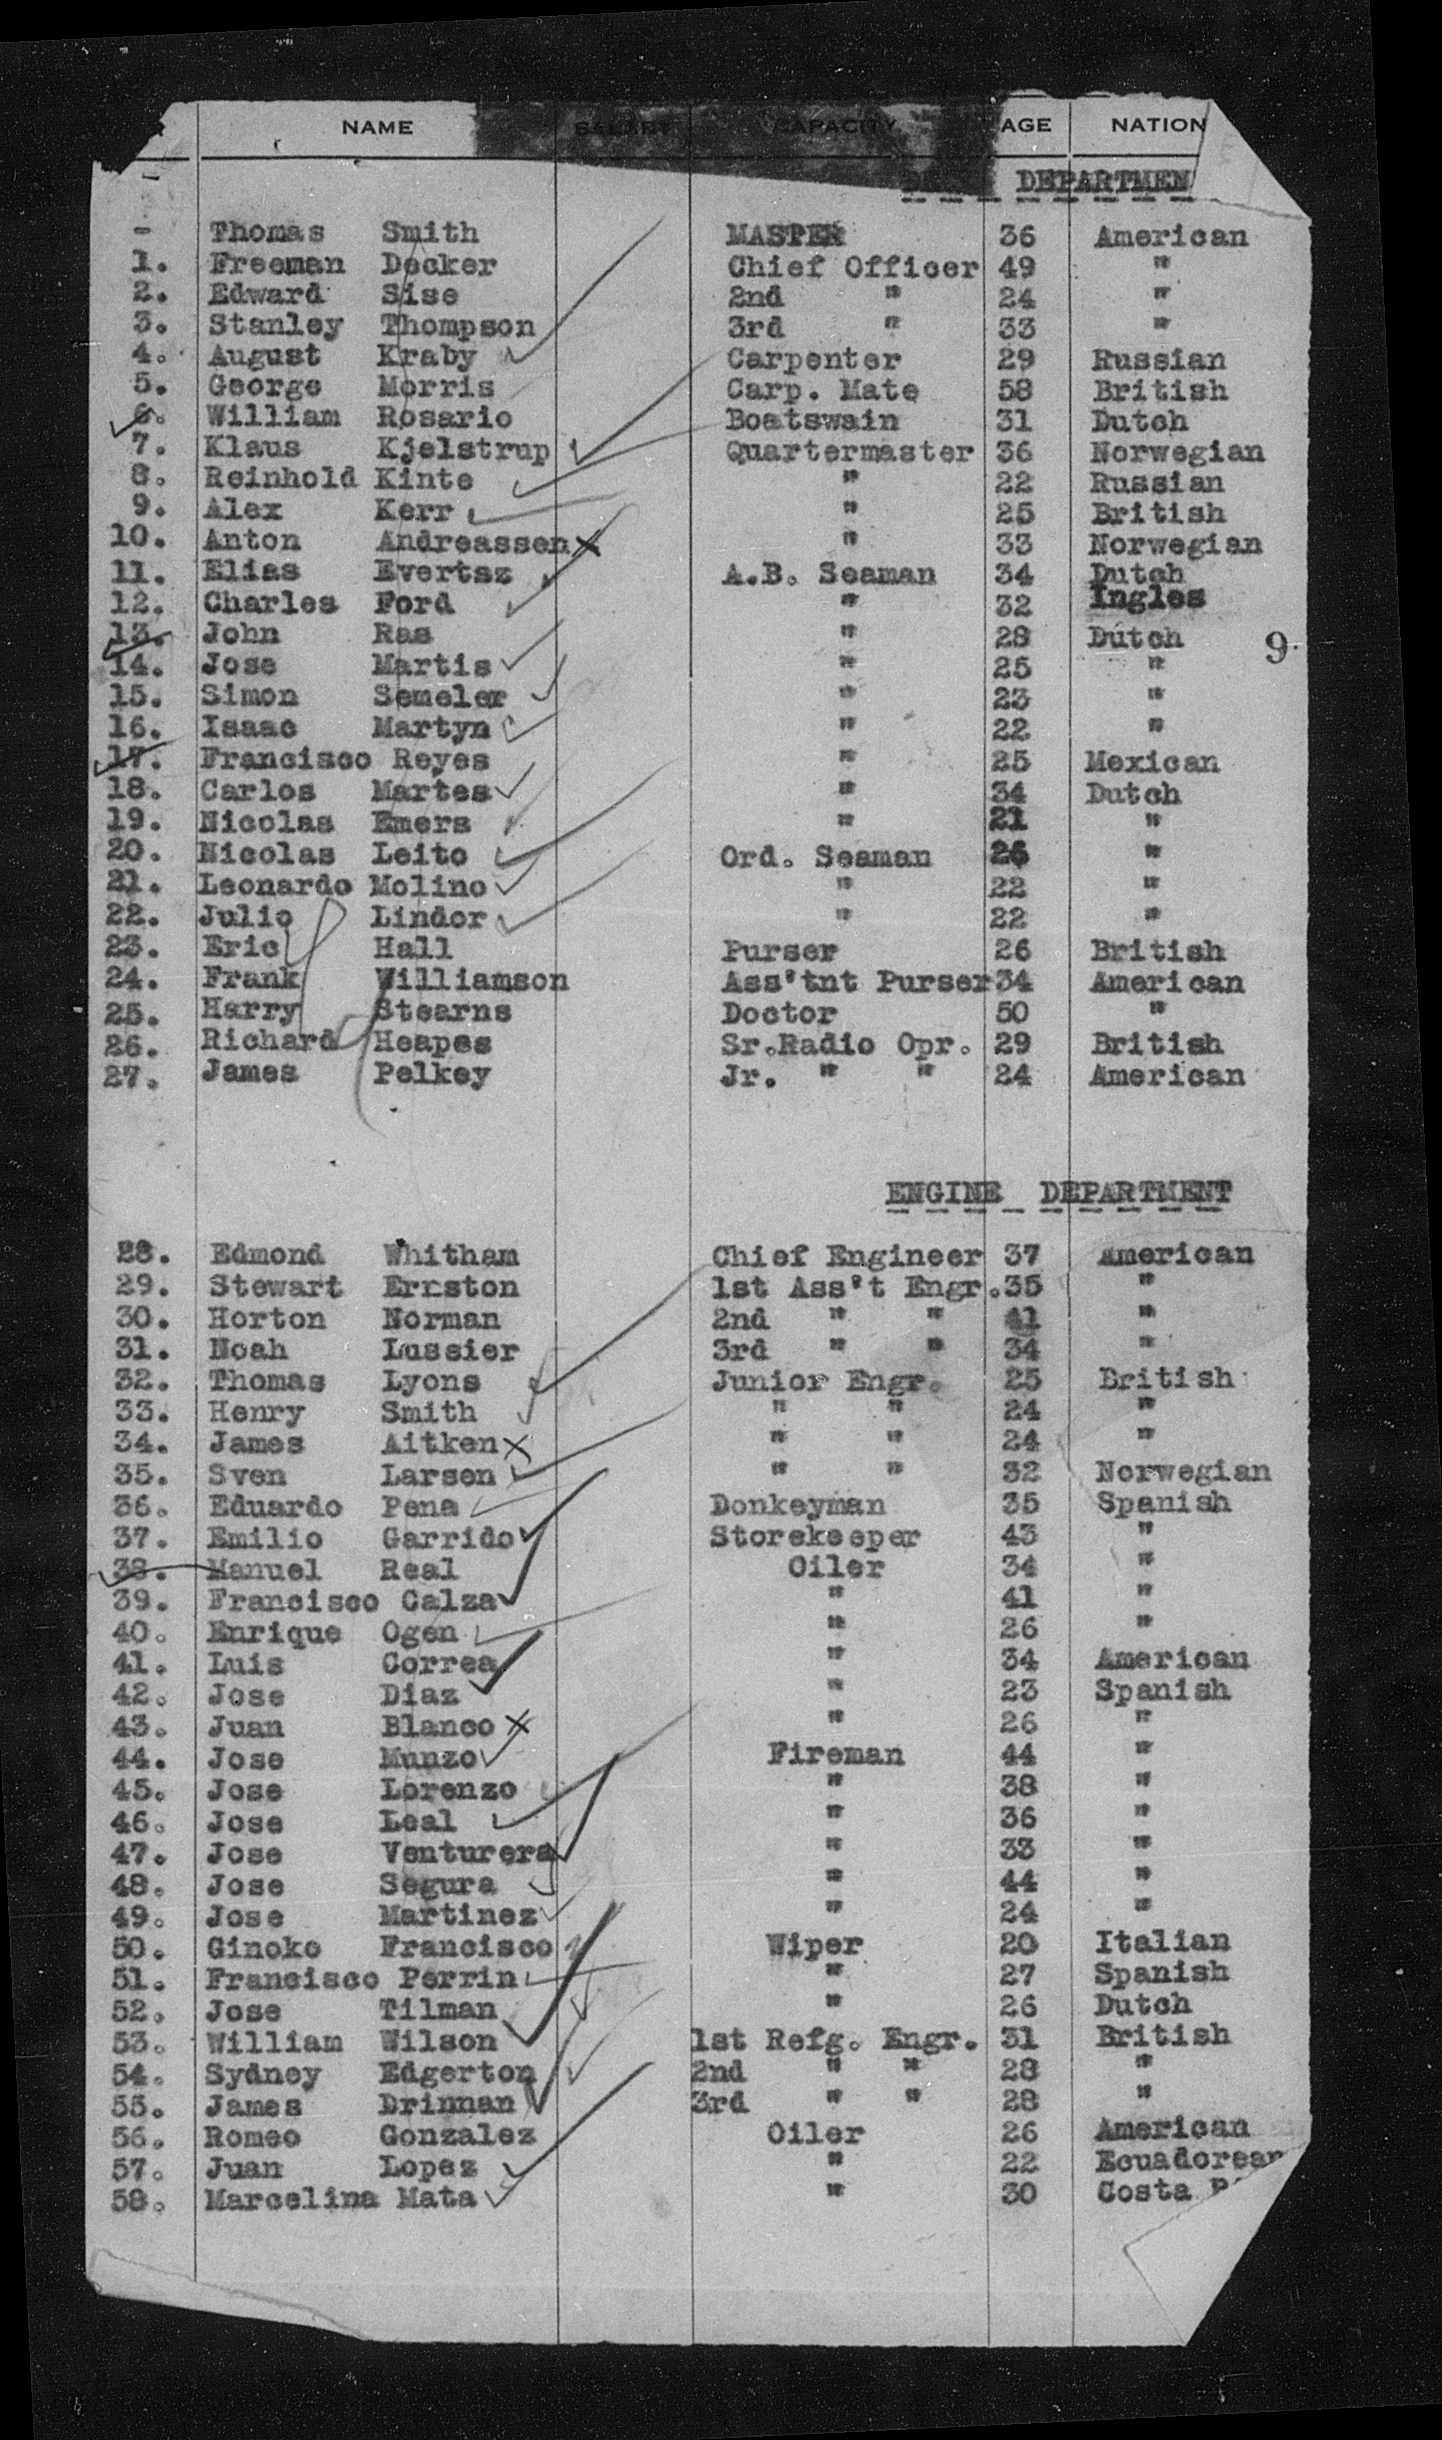 NAME SALARY CAPACITY AGE NATION
DEPARTMEN
- Thomas Smith MASTER 36 American
1. Freeman Decker Chief Officer 49 "
2. Edward Sise 2nd " 24 "
3. Stanley Thompson 3rd " 33 "
4. August Kraby Carpenter 29 Russian
5. George Morris Carp. Mate 58 British
6. William Rosario Boatswain 31 Dutch
7. Klaus Kjelstrup Quartermaster 36 Norwegian
8. Reinhold Kinte " 22 Russian
9. Alex Kerr " 25 British
10. Anton Andreassen " 33 Norwegian
11. Elias Evertsz A.B. Seaman 34 Dutch
12. Charles Ford " 32 Ingles
13. John Ras " 28 Dutch 9
14. Jose Martis " 25 "
15. Simon Semeler " 23 "
16. Isaac Martyn " 22 "
17. Francisco Reyes " 25 Mexican
18. Carlos Martes " 34 Dutch
19. Nicolas Emers " 21 "
20. Nicolas Leito Ord. Seaman 26 "
21. Leonardo Molino " 22 "
22. Julio Lindor " 22 "
23. Eric Hall Purser 26 British
24. Frank Williamson Ass'tnt Purser 34 American
25. Harry Stearns Doctor 50 "
26. Richard Heapes Sr.Radio Opr. 29 British
27. James Pelkey Jr. " " 24 American
ENGINE DEPARTMENT
28. Edmond Whitham Chief Engineer 37 American
29. Stewart Ernston 1st Ass't Engr. 35 "
30. Horton Norman 2nd " " 41 "
31. Noah Lussier 3rd " " 34 "
32. Thomas Lyons Junior Engr. 25 British
33. Henry Smith " " 24 "
34. James Aitken " " 24 "
35. Sven Larsen " " 32 Norwegian
36. Eduardo Pena Donkeyman 35 Spanish
37. Emilio Garrido Storekeeper 43 "
38. Manuel Real Oiler 34 "
39. Francisco Calza " 41 "
40. Enrique Ogen " 26 "
41. Luis Correa " 34 American
42. Jose Diaz " 23 Spanish
43. Juan Blanco " 26 "
44. Jose Munzo Fireman 44 "
45. Jose Lorenzo " 38 "
46. Jose Leal " 36 "
47. Jose Venturera " 33 "
48. Jose Segura " 44 "
49. Jose Martinez " 24 "
50. Ginoko Francisco Wiper 20 Italian
51. Francisco Perrin " 27 Spanish
52. Jose Tilman " 26 Dutch
53. William Wilson 1st Refg. Engr. 31 British
54. Sydney Edgerton 2nd " " 28 "
55. James Drinnan 3rd " " 28 "
56. Romeo Gonzalez Oiler 26 American
57. Juan Lopez " 22 Ecuadorean
58. Marcelina Mata " 30 Costa